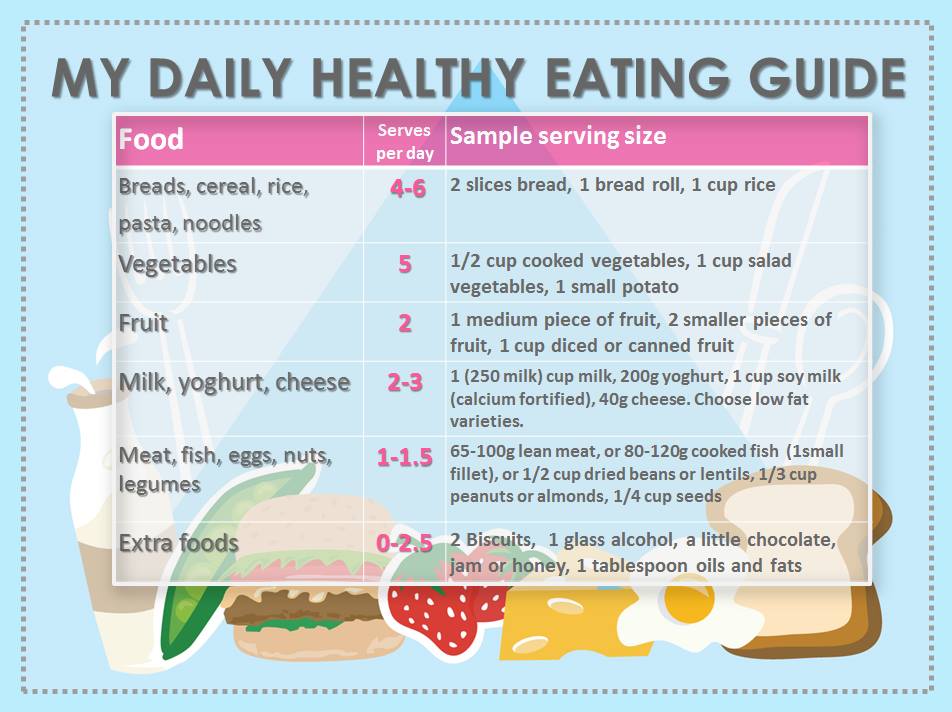 MY DAILY HEALTHY EATING GUIDE
Food
Serves
per day
Sample serving size
Breads, cereal, rice,
pasta, noodles
4-6
2 slices bread, 1 bread roll, 1 cup rice
Vegetables
5
1/2 cup cooked vegetables, 1 cup salad
vegetables, 1 small potato
Fruit
2
1 medium piece of fruit, 2 smaller pieces of
fruit, 1 cup diced or canned fruit
Milk, yoghurt, cheese
2-3
1 (250 milk) cup milk, 200g yoghurt, 1 cup soy milk
(calcium fortified), 40g cheese. Choose low fat
varieties.
Meat, fish, eggs, nuts,
legumes
1-1.5
65-100g lean meat, or 80-120g cooked fish (1small
fillet), or 1/2 cup dried beans or lentils, 1/3 cup
peanuts or almonds, 1/4 cup seeds
Extra foods
0-2.5
2 Biscuits, 1 glass alcohol, a little chocolate,
jam or honey, 1 tablespoon oils and fats